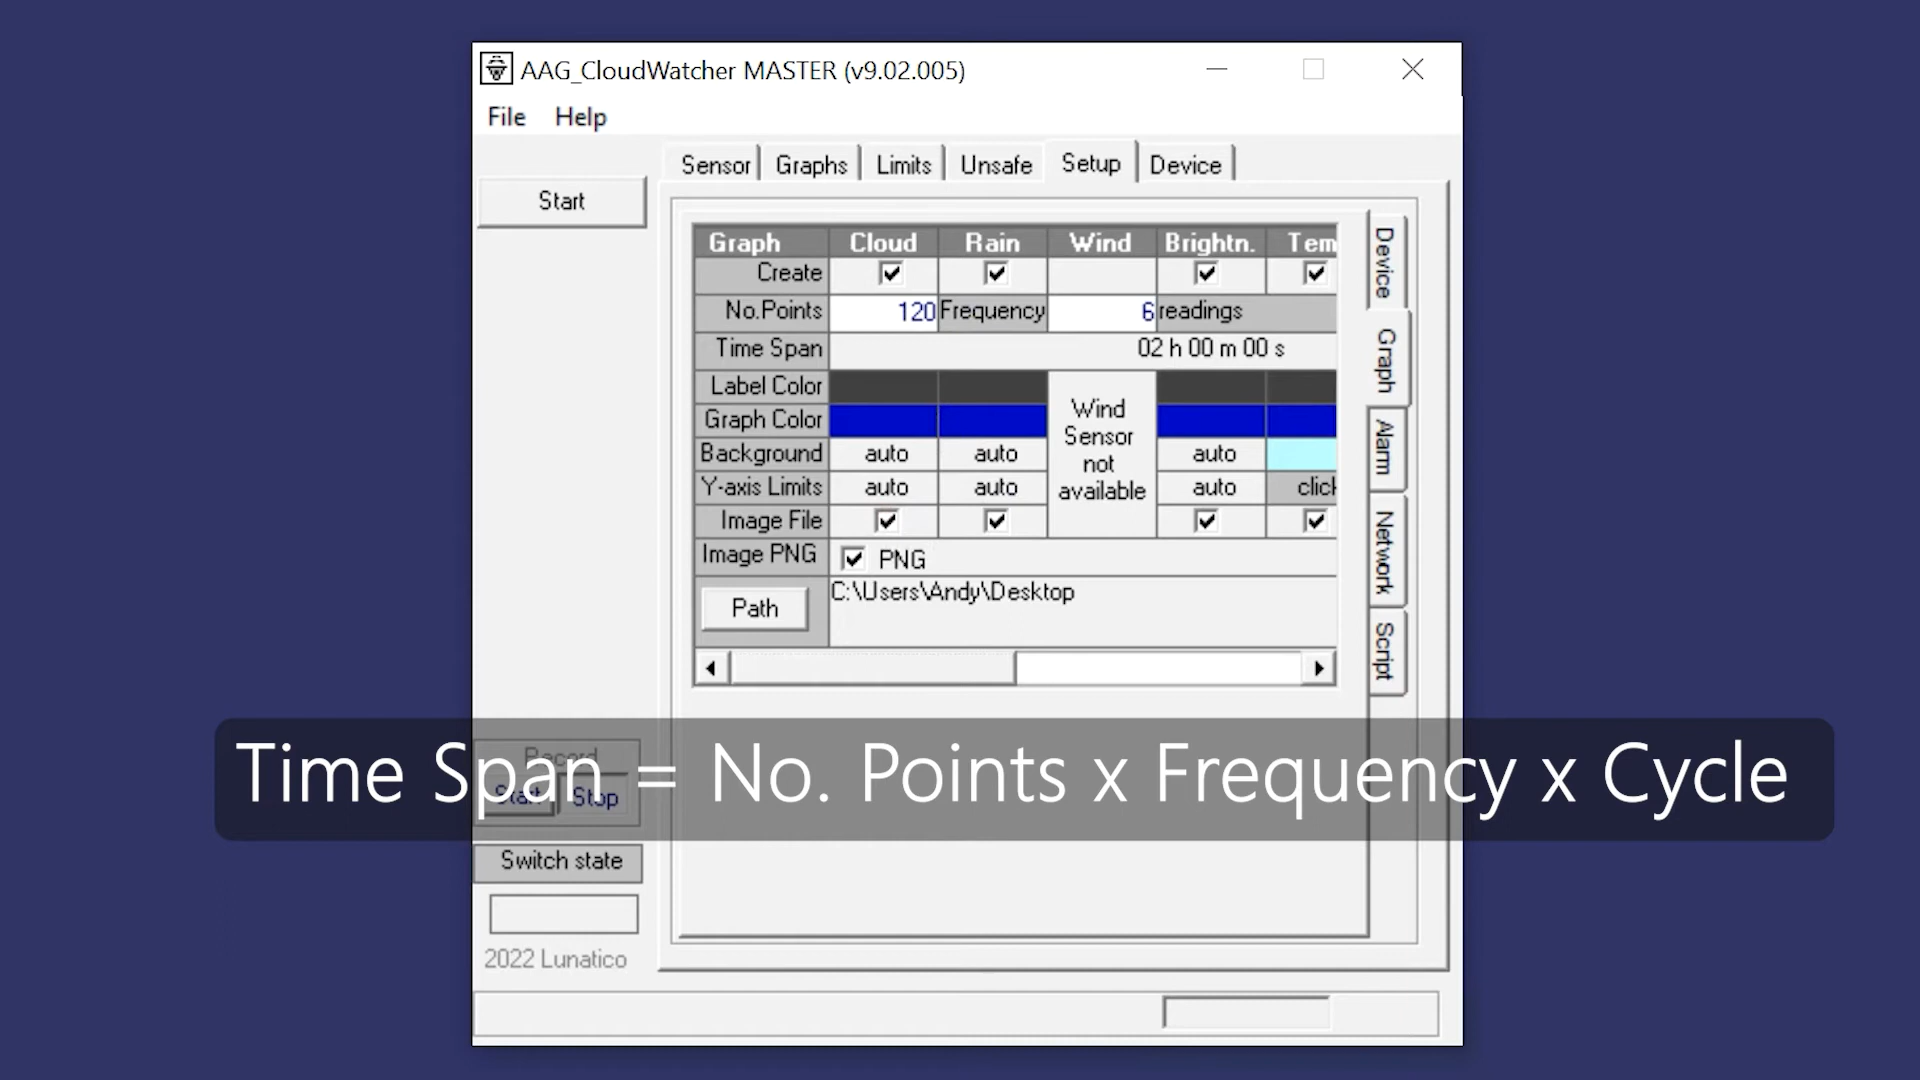 AAG_CloudWatcher MASTER (v9.02.005)
File Help
Sensor Graphs Limits Unsafe Setup Device
Start
Graph Cloud Rain Wind Brightn. Tem
Create
No.Points 120 Frequency 6 readings
Time Span 02 h 00 m 00 s
Label Color
Graph Color
Background auto auto auto
Y-axis Limits auto auto auto click
Wind
Sensor
not
available
Image File
Image PNG PNG
Path C:\Users\Andy\Desktop
Device
Graph
Alarm
Network
Script
Record
Start Stop
Time Span = No. Points x Frequency x Cycle
Switch state
2022 Lunatico